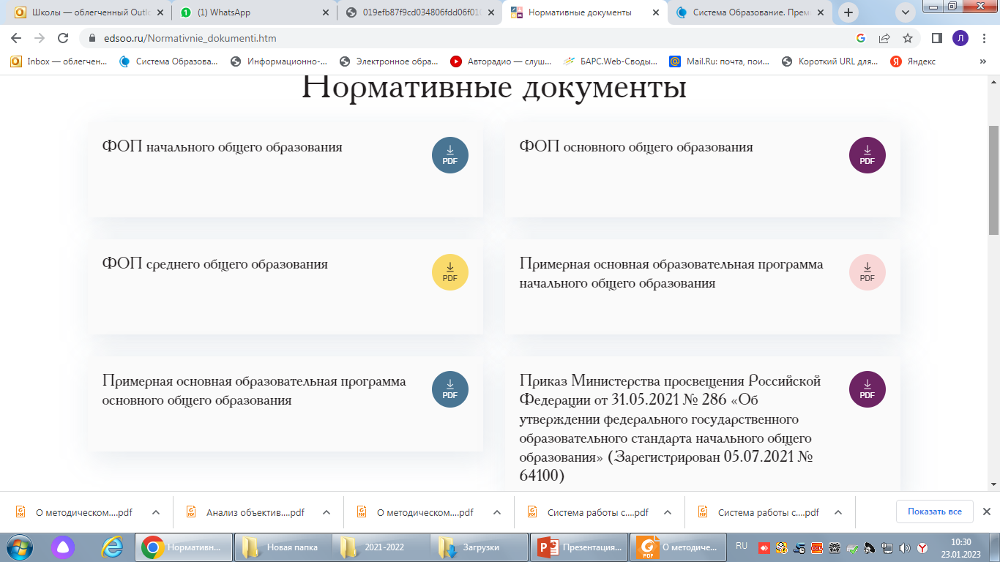 Школы — облегченный Outlo
(1) WhatsApp
019efb87f9cd034806fdd06f010
Нормативные документы
Система Образование. Прем
edsoo.ru/Normativnie_dokumenti.htm
Л
Inbox — облегчен...
Система Образова...
Информационно-...
Электронное обра...
Авторадио — слуш...
БАРС.Web-Своды...
Mail.Ru: почта, пои...
Короткий URL для...
Яндекс
Нормативные документы
ФОП начального общего образования
PDF
ФОП основного общего образования
PDF
ФОП среднего общего образования
PDF
Примерная основная образовательная программа
начального общего образования
PDF
Примерная основная образовательная программа
основного общего образования
PDF
Приказ Министерства просвещения Российской
Федерации от 31.05.2021 № 286 «Об
утверждении федерального государственного
образовательного стандарта начального общего
образования» (Зарегистрирован 05.07.2021 №
64100)
PDF
О методическом....pdf
Анализ объектив....pdf
О методическом....pdf
Система работы с....pdf
Система работы с....pdf
Показать все
Нормативн...
Новая папка
2021-2022
Загрузки
Презентация...
О методиче...
RU
10:30
23.01.2023